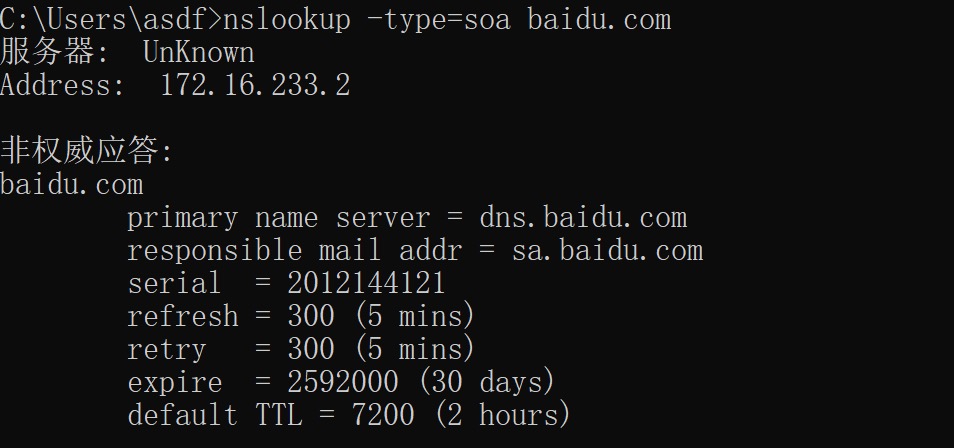 C:\Users\asdf>nslookup -type=soa baidu.com
服务器:  UnKnown
Address:  172.16.233.2

非权威应答:
baidu.com
        primary name server = dns.baidu.com
        responsible mail addr = sa.baidu.com
        serial  = 2012144121
        refresh = 300 (5 mins)
        retry   = 300 (5 mins)
        expire  = 2592000 (30 days)
        default TTL = 7200 (2 hours)